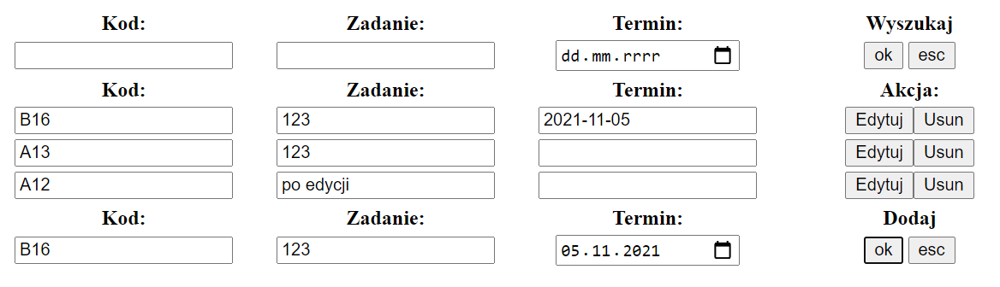 Kod: Zadanie: Termin: Wyszukaj
dd.mm.rrrr ok esc
Kod: Zadanie: Termin: Akcja:
B16 123 2021-11-05 Edytuj Usun
A13 123 Edytuj Usun
A12 po edycji Edytuj Usun
Kod: Zadanie: Termin: Dodaj
B16 123 05.11.2021 ok esc